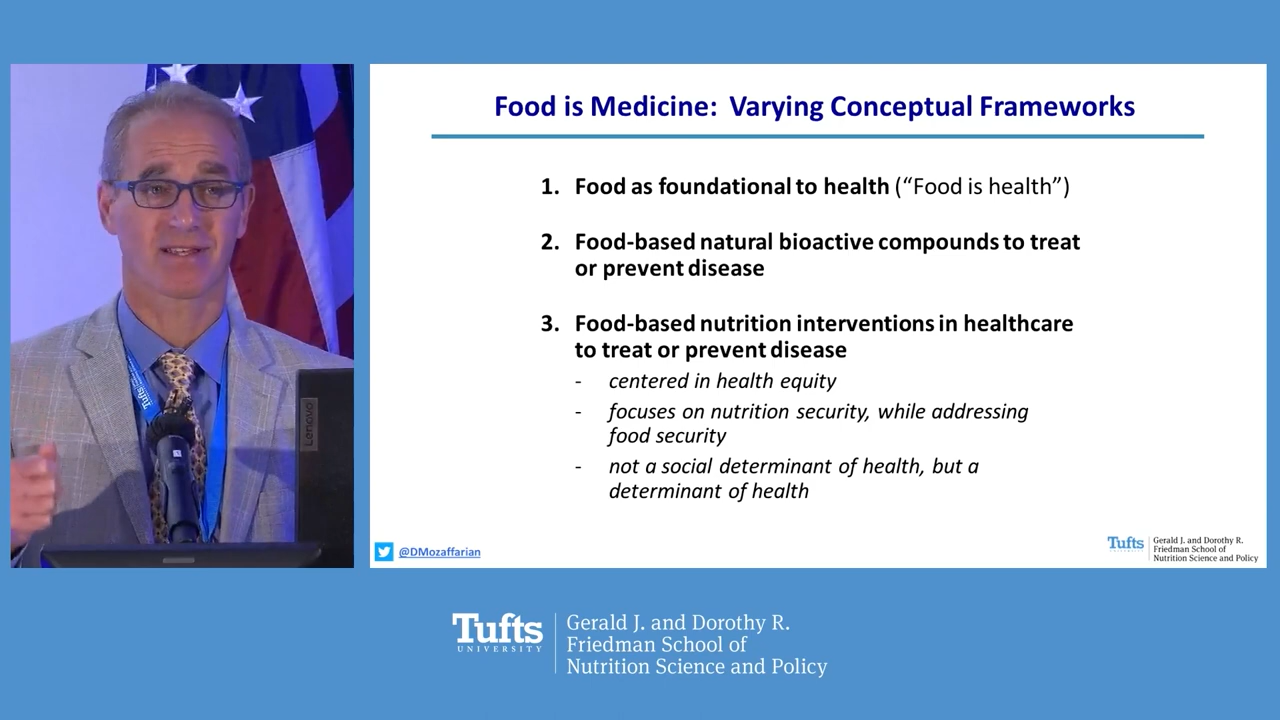 Food is Medicine: Varying Conceptual Frameworks
1. Food as foundational to health (“Food is health”)
2. Food-based natural bioactive compounds to treat
or prevent disease
3. Food-based nutrition interventions in healthcare
to treat or prevent disease
- centered in health equity
- focuses on nutrition security, while addressing
food security
- not a social determinant of health, but a
determinant of health
@DMozaffarian
Tufts
UNIVERSITY
Gerald J. and Dorothy R.
Friedman School of
Nutrition Science and Policy
Tufts
Lenovo
Tufts
UNIVERSITY
Gerald J. and Dorothy R.
Friedman School of
Nutrition Science and Policy